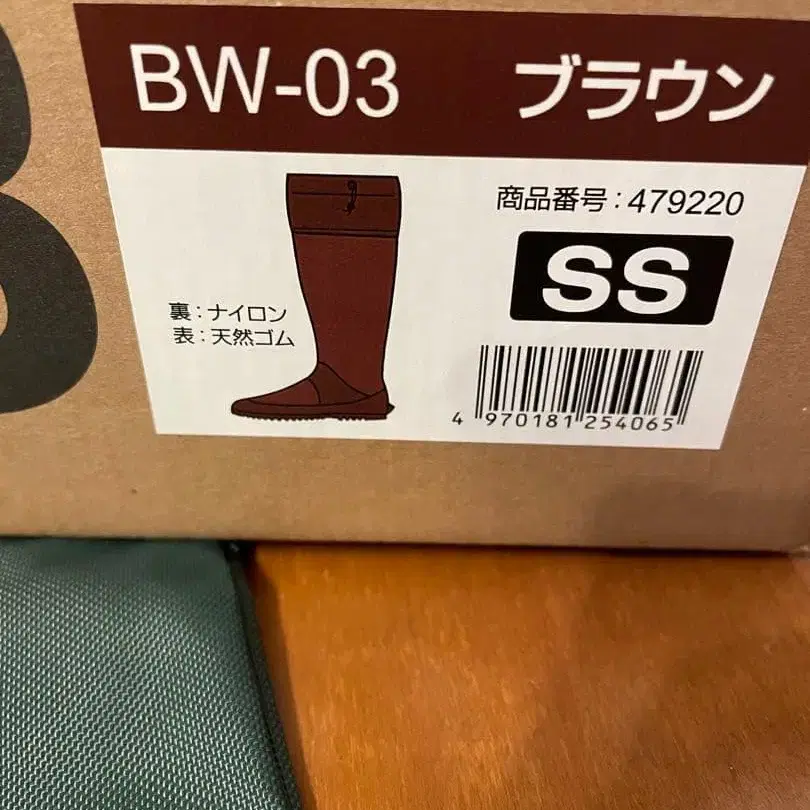 BW-03 ブラウン
商品番号：479220
SS
裏：ナイロン
表：天然ゴム
4 970181 254065